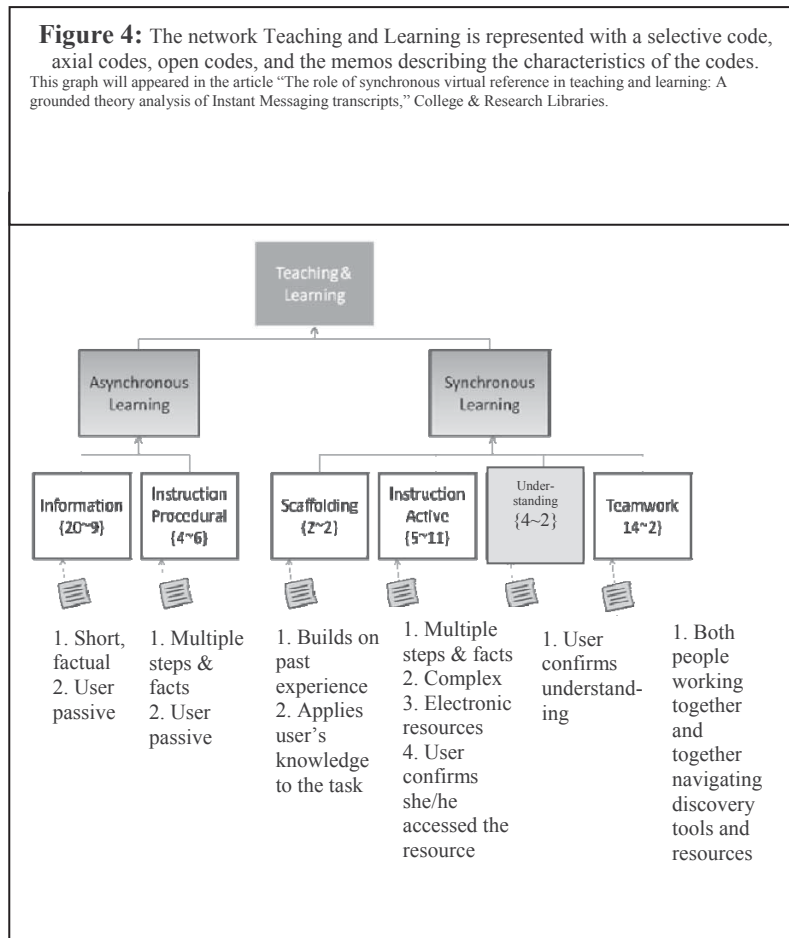 Figure 4: The network Teaching and Learning is represented with a selective code,
axial codes, open codes, and the memos describing the characteristics of the codes.
This graph will appeared in the article “The role of synchronous virtual reference in teaching and learning: A
grounded theory analysis of Instant Messaging transcripts,” College & Research Libraries.
Teaching &
Learning
Asynchronous
Learning
Synchronous
Learning
Information
{20~9}
Instruction
Procedural
{4~6}
Scaffolding
{2~2}
Instruction
Active
{5~11}
Under-
standing
{4~2}
Teamwork
14~2}
1. Short,
factual
2. User
passive
1. Multiple
steps &
facts
2. User
passive
1. Builds on
past
experience
2. Applies
user’s
knowledge
to the task
1. Multiple
steps & facts
2. Complex
3. Electronic
resources
4. User
confirms
she/he
accessed the
resource
1. User
confirms
understand-
ing
1. Both
people
working
together
and
together
navigating
discovery
tools and
resources